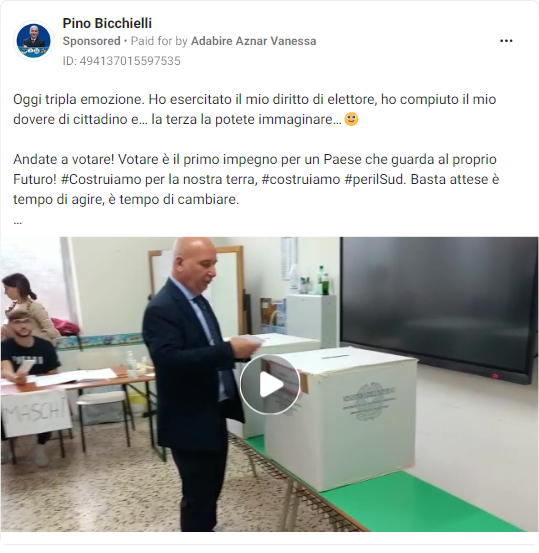 Pino Bicchielli
Sponsored • Paid for by Adabire Aznar Vanessa
ID: 494137015597535
Oggi tripla emozione. Ho esercitato il mio diritto di elettore, ho compiuto il mio
dovere di cittadino e… la terza la potete immaginare…🙂
Andate a votare! Votare è il primo impegno per un Paese che guarda al proprio
Futuro! #Costruiamo per la nostra terra, #costruiamo #perilSud. Basta attese è
tempo di agire, è tempo di cambiare.
...
MASCHI